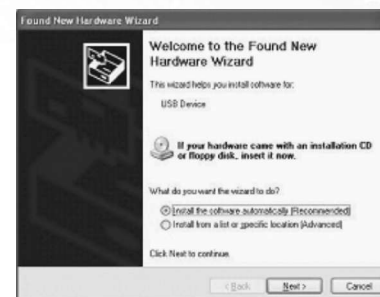 Found New Hardware Wizard
Welcome to the Found New
Hardware Wizard
This wizard helps you install software for:
USB Device
If your hardware came with an installation CD
or floppy disk, insert it now.
What do you want the wizard to do?
Install the software automatically (Recommended)
Install from a list or specific location (Advanced)
Click Next to continue.
< Back Next > Cancel